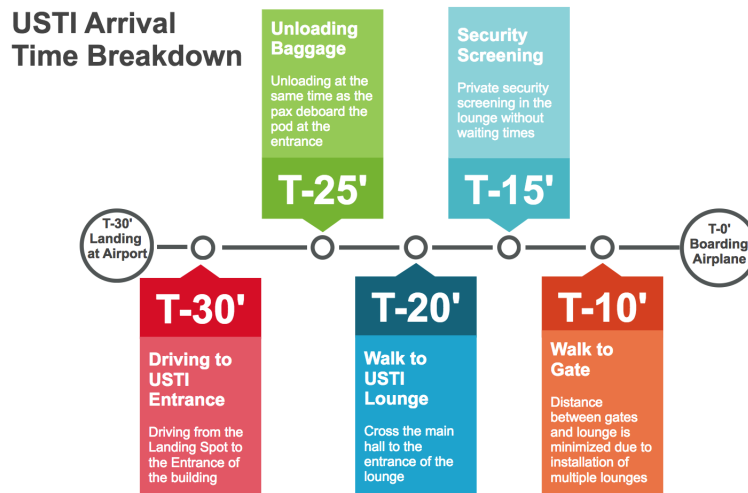 USTI Arrival
Time Breakdown
Unloading
Baggage
Unloading at the
same time as the
pax deboard the
pod at the
entrance
T-25'
Security
Screening
Private security
screening in the
lounge without
waiting times
T-15'
T-30'
Landing
at Airport
T-0'
Boarding
Airplane
T-30'
Driving to
USTI
Entrance
Driving from the
Landing Spot to
the Entrance of
the building
T-20'
Walk to
USTI
Lounge
Cross the main
hall to the
entrance of the
lounge
T-10'
Walk to
Gate
Distance
between gates
and lounge is
minimized due to
installation of
multiple lounges